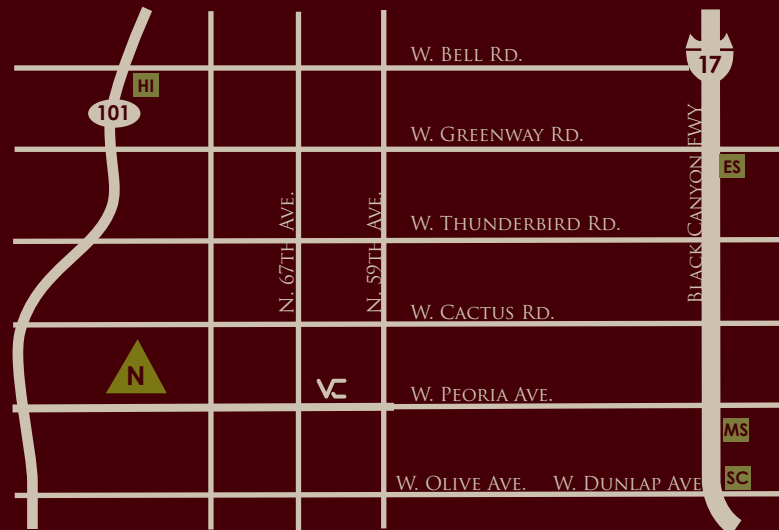 W. Bell Rd.
17
HI
101
W. Greenway Rd.
ES
Black Canyon Fwy
N. 67th Ave.
N. 59th Ave.
W. Thunderbird Rd.
W. Cactus Rd.
N
VC
W. Peoria Ave.
MS
SC
W. Olive Ave.
W. Dunlap Ave